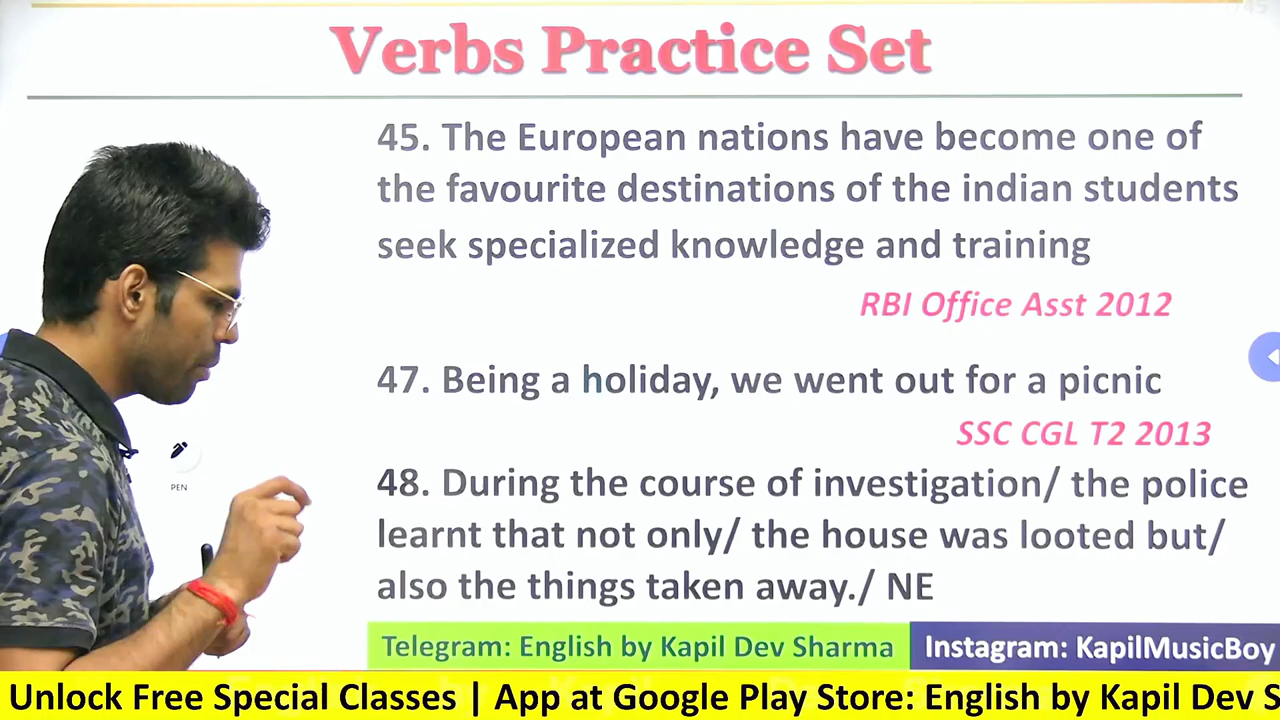 Verbs Practice Set
45. The European nations have become one of
the favourite destinations of the indian students
seek specialized knowledge and training
RBI Office Asst 2012
47. Being a holiday, we went out for a picnic
SSC CGL T2 2013
48. During the course of investigation/ the police
learnt that not only/ the house was looted but/
also the things taken away./ NE
PEN
Telegram: English by Kapil Dev Sharma
Instagram: KapilMusicBoy
Unlock Free Special Classes | App at Google Play Store: English by Kapil Dev S